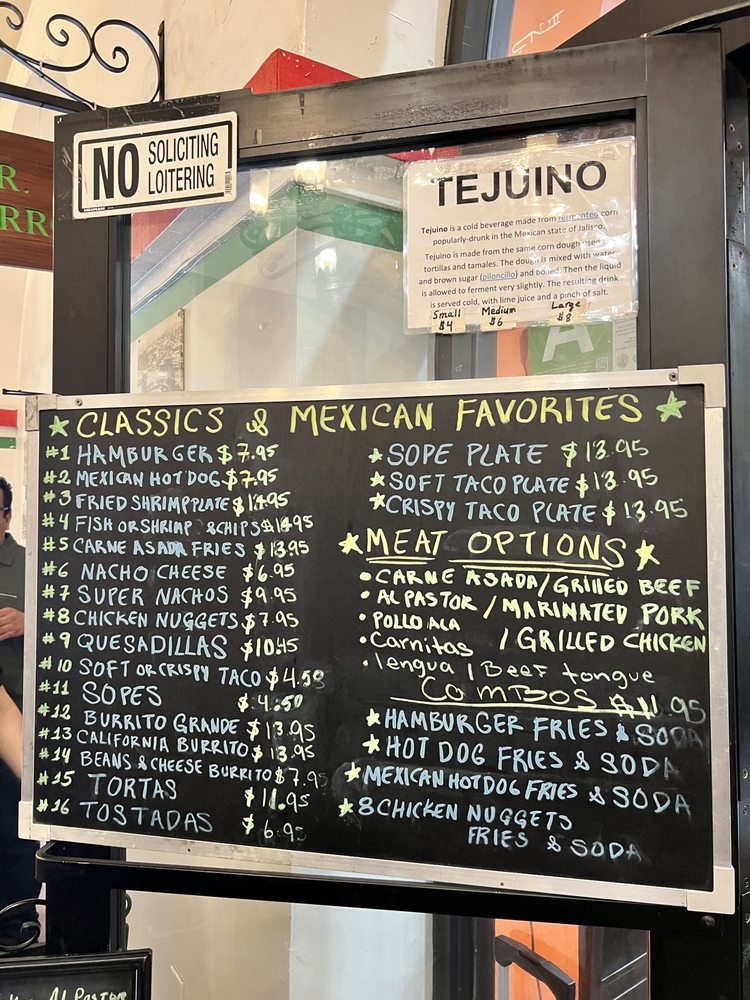 NO SOLICITING
LOITERING
R.
TEJUINO
Tejuino is a cold beverage made from fermented corn
popularly-drunk in the Mexican state of Jalisco.
Tejuino is made from the same corn dough used
tortillas and tamales. The dough is mixed with water
and brown sugar (piloncillo) and boiled. Then the liquid
is allowed to ferment very slightly. The resulting drink
is served cold, with lime juice and a pinch of salt.
Small Medium Large
$4 $6 $8
A
CLASSICS & MEXICAN FAVORITES
#1 HAMBURGER $7.95
#2 MEXICAN HOT DOG $7.95
#3 FRIED SHRIMP PLATE $14.95
#4 FISH OR SHRIMP & CHIPS $14.95
#5 CARNE ASADA FRIES $13.95
#6 NACHO CHEESE $6.95
#7 SUPER NACHOS $9.95
#8 CHICKEN NUGGETS $7.95
#9 QUESADILLAS $10.45
#10 SOFT OR CRISPY TACO $4.50
#11 SOPES $4.50
#12 BURRITO GRANDE $13.95
#13 CALIFORNIA BURRITO $13.95
#14 BEANS & CHEESE BURRITO $7.95
#15 TORTAS $11.95
#16 TOSTADAS $6.95
SOPE PLATE $13.95
SOFT TACO PLATE $13.95
CRISPY TACO PLATE $13.95
MEAT OPTIONS
• CARNE ASADA/GRILLED BEEF
• AL PASTOR / MARINATED PORK
• POLLO ALA / GRILLED CHICKEN
• Carnitas
• lengua / BEEF tongue
COMBOS $11.95
HAMBURGER FRIES & SODA
HOT DOG FRIES & SODA
MEXICAN HOT DOG FRIES & SODA
8 CHICKEN NUGGETS
FRIES & SODA
Al Pastor